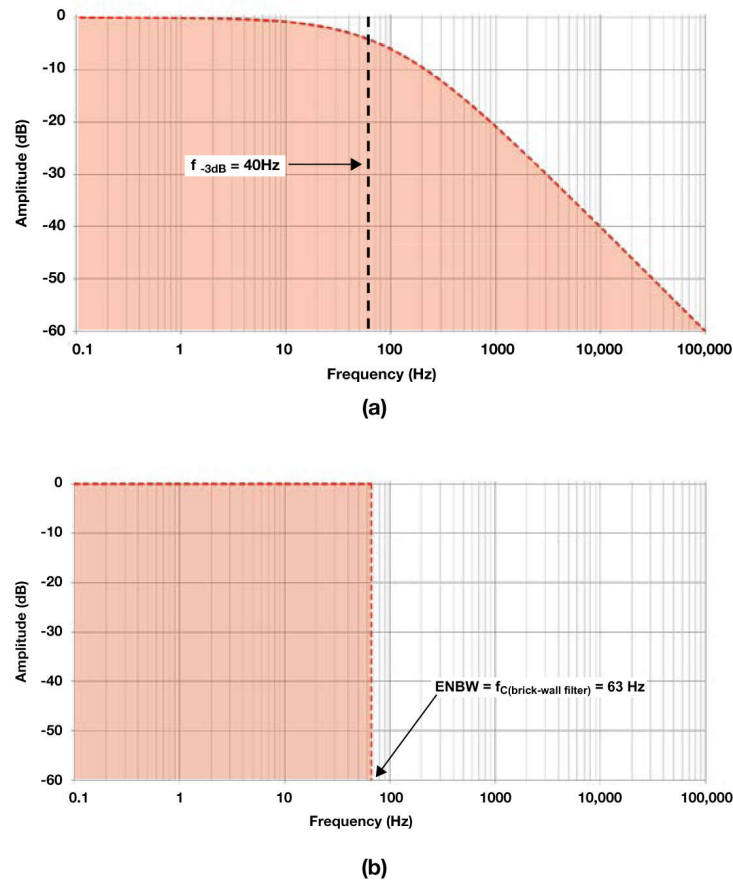 0
-10
-20
-30
-40
-50
-60
Amplitude (dB)
f -3dB = 40Hz
0.1 1 10 100 1000 10,000 100,000
Frequency (Hz)
(a)
0
-10
-20
-30
-40
-50
-60
Amplitude (dB)
ENBW = fC(brick-wall filter) = 63 Hz
0.1 1 10 100 1000 10,000 100,000
Frequency (Hz)
(b)